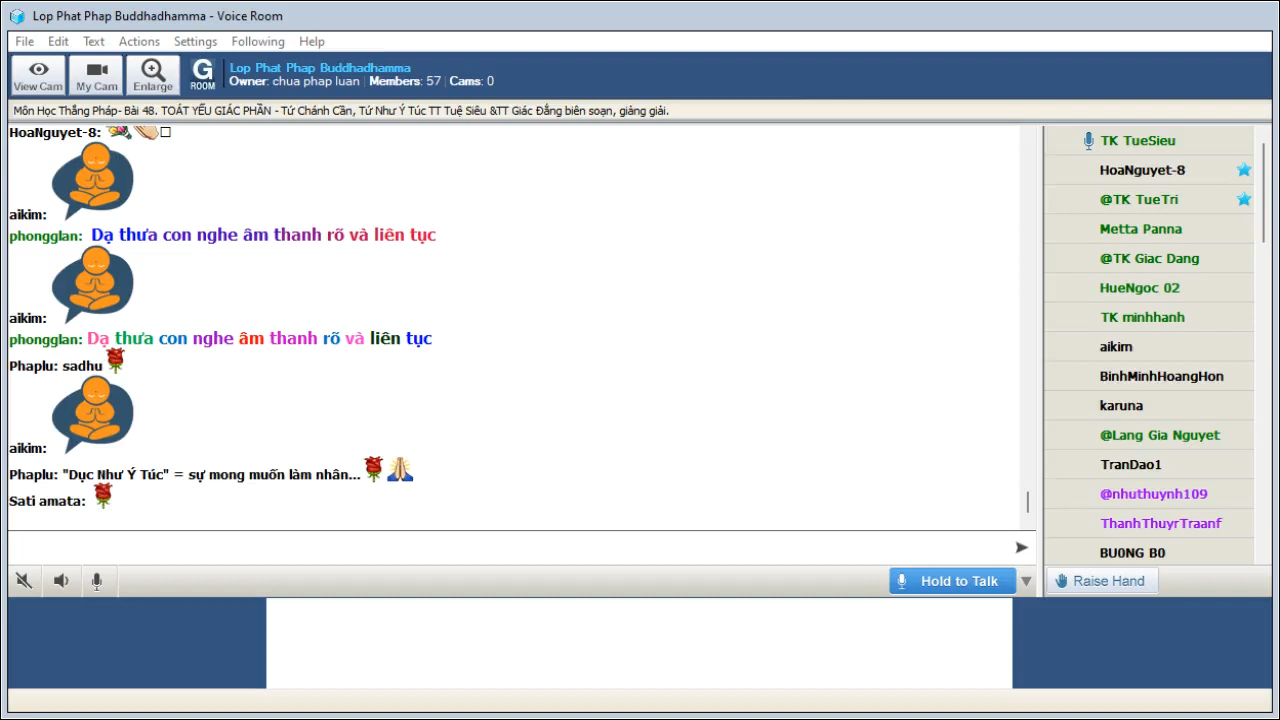 Lop Phat Phap Buddhadhamma - Voice Room
File Edit Text Actions Settings Following Help
View Cam My Cam Enlarge G ROOM
Lop Phat Phap Buddhadhamma
Owner: chua phap luan , Members: 57 , Cams: 0
Môn Học Thắng Pháp- Bài 48. TOÁT YẾU GIÁC PHẦN - Tứ Chánh Cần, Tứ Như Ý Túc TT Tuệ Siêu &TT Giác Đẳng biên soạn, giảng giải.
HoaNguyet-8:
aikim:
phongglan: Dạ thưa con nghe âm thanh rõ và liên tục
aikim:
phongglan: Dạ thưa con nghe âm thanh rõ và liên tục
Phaplu: sadhu
aikim:
Phaplu: "Dục Như Ý Túc" = sự mong muốn làm nhân...
Sati amata:
TK TueSieu
HoaNguyet-8
@TK TueTri
Metta Panna
@TK Giac Dang
HueNgoc 02
TK minhhanh
aikim
BinhMinhHoangHon
karuna
@Lang Gia Nguyet
TranDao1
@nhuthuynh109
ThanhThuyrTraanf
BU0NG B0
Hold to Talk
Raise Hand